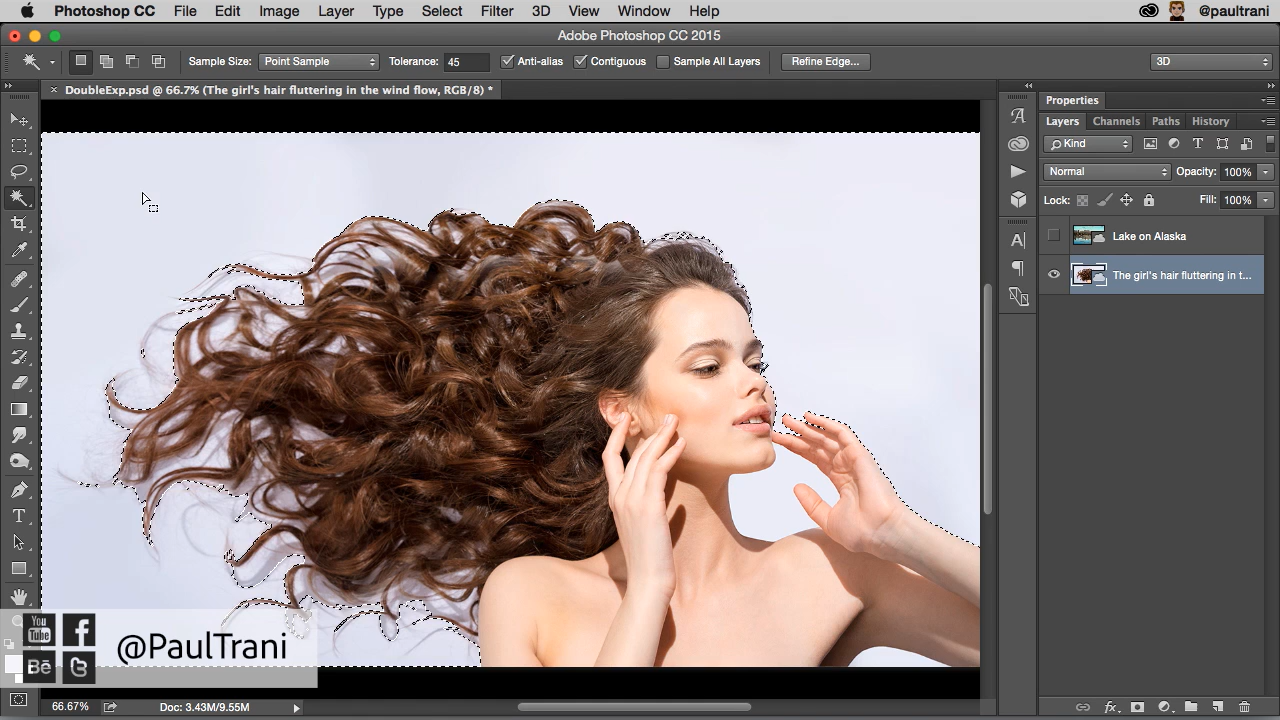 Photoshop CC File Edit Image Layer Type Select Filter 3D View Window Help @paultrani
Adobe Photoshop CC 2015
Sample Size: Point Sample Tolerance: 45 Anti-alias Contiguous Sample All Layers Refine Edge... 3D
DoubleExp.psd @ 66.7% (The girl's hair fluttering in the wind flow, RGB/8) *
Properties
Layers Channels Paths History
Kind
Normal Opacity: 100%
Lock: Fill: 100%
Lake on Alaska
The girl's hair fluttering in t...
You
Tube
Bē
@PaulTrani
66.67% Doc: 3.43M/9.55M